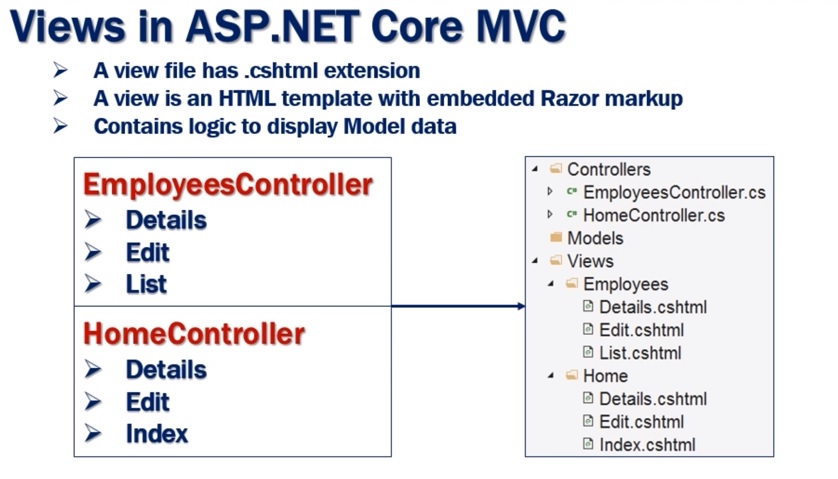 Views in ASP.NET Core MVC
A view file has .cshtml extension
A view is an HTML template with embedded Razor markup
Contains logic to display Model data
EmployeesController
Details
Edit
List
HomeController
Details
Edit
Index
Controllers
C# EmployeesController.cs
C# HomeController.cs
Models
Views
Employees
Details.cshtml
Edit.cshtml
List.cshtml
Home
Details.cshtml
Edit.cshtml
Index.cshtml